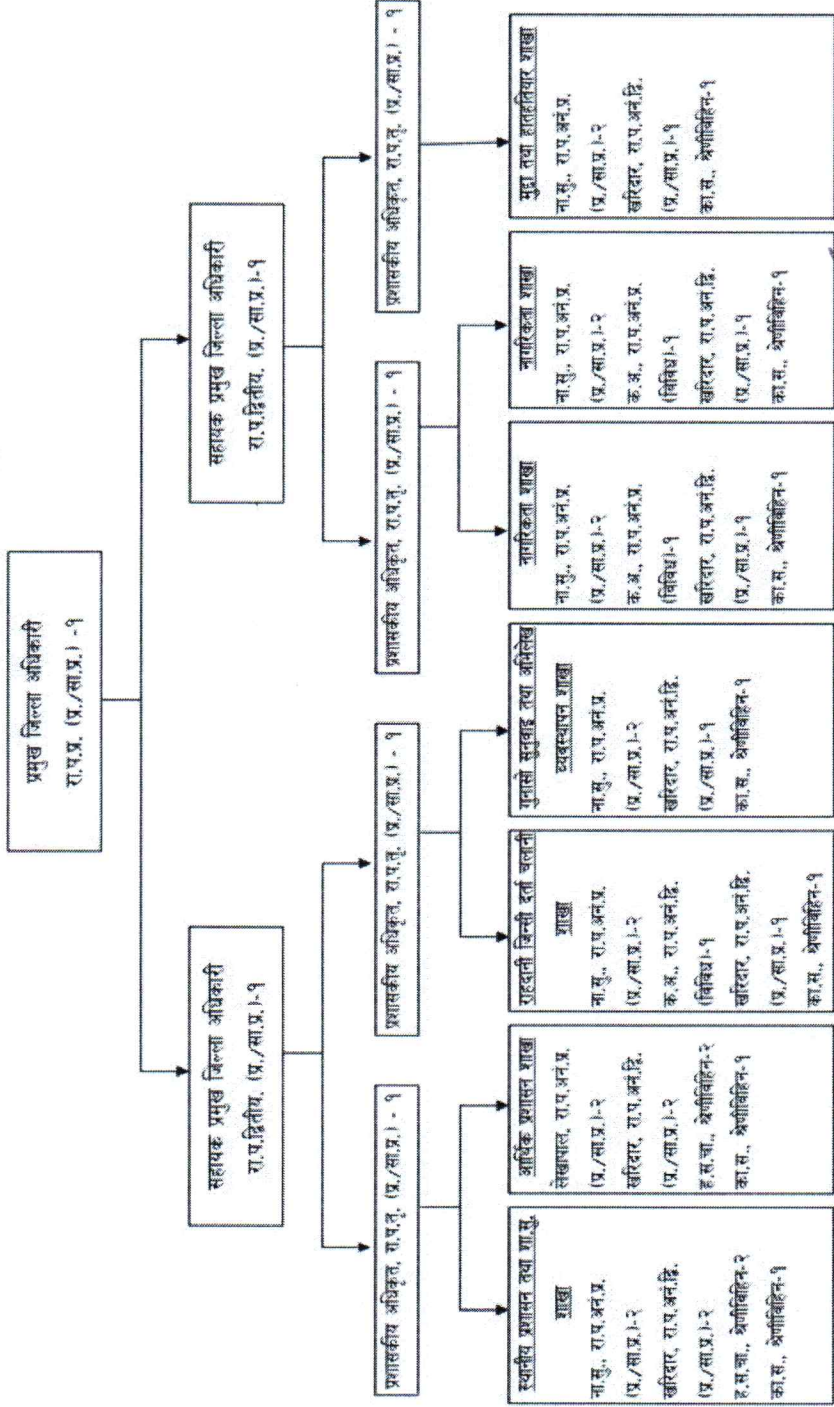 प्रमुख जिल्ला अधिकारी
रा.प.प्र. (प्र./सा.प्र.) -१
सहायक प्रमुख जिल्ला अधिकारी
रा.प.द्वितीय. (प्र./सा.प्र.)-१
सहायक प्रमुख जिल्ला अधिकारी
रा.प.द्वितीय. (प्र./सा.प्र.)-१
प्रशासकीय अधिकृत, रा.प.तृ. (प्र./सा.प्र.) - १
प्रशासकीय अधिकृत, रा.प.तृ. (प्र./सा.प्र.) - १
प्रशासकीय अधिकृत, रा.प.तृ. (प्र./सा.प्र.) - १
प्रशासकीय अधिकृत, रा.प.तृ. (प्र./सा.प्र.) - १
स्थानीय प्रशासन तथा शा.सु.
शाखा
ना.सु., रा.प.अनं.प्र.
(प्र./सा.प्र.)-२
खरिदार, रा.प.अनं.द्वि.
(प्र./सा.प्र.)-२
ह.स.चा., श्रेणीविहिन-२
का.स., श्रेणीविहिन-१
आर्थिक प्रशासन शाखा
लेखापाल, रा.प.अनं.प्र.
(प्र./सा.प्र.)-२
खरिदार, रा.प.अनं.द्वि.
(प्र./सा.प्र.)-२
ह.स.चा., श्रेणीविहिन-२
का.स., श्रेणीविहिन-१
राहदानी जिन्सी दर्ता चलानी
शाखा
ना.सु., रा.प.अनं.प्र.
(प्र./सा.प्र.)-२
क.अ., रा.प.अनं.द्वि.
(विविध)-१
खरिदार, रा.प.अनं.द्वि.
(प्र./सा.प्र.)-१
का.स., श्रेणीविहिन-१
गुनासो सुनुवाइ तथा अभिलेख
व्यवस्थापन शाखा
ना.सु., रा.प.अनं.प्र.
(प्र./सा.प्र.)-२
खरिदार, रा.प.अनं.द्वि.
(प्र./सा.प्र.)-१
का.स., श्रेणीविहिन-१
नागरिकता शाखा
ना.सु., रा.प.अनं.प्र.
(प्र./सा.प्र.)-२
क.अ., रा.प.अनं.प्र.
(विविध)-१
खरिदार, रा.प.अनं.द्वि.
(प्र./सा.प्र.)-१
का.स., श्रेणीविहिन-१
नागरिकता शाखा
ना.सु., रा.प.अनं.प्र.
(प्र./सा.प्र.)-२
क.अ., रा.प.अनं.प्र.
(विविध)-१
खरिदार, रा.प.अनं.द्वि.
(प्र./सा.प्र.)-१
का.स., श्रेणीविहिन-१
मुद्दा तथा हातहतियार शाखा
ना.सु., रा.प.अनं.प्र.
(प्र./सा.प्र.)-२
खरिदार, रा.प.अनं.द्वि.
(प्र./सा.प्र.)-१
का.स., श्रेणीविहिन-१